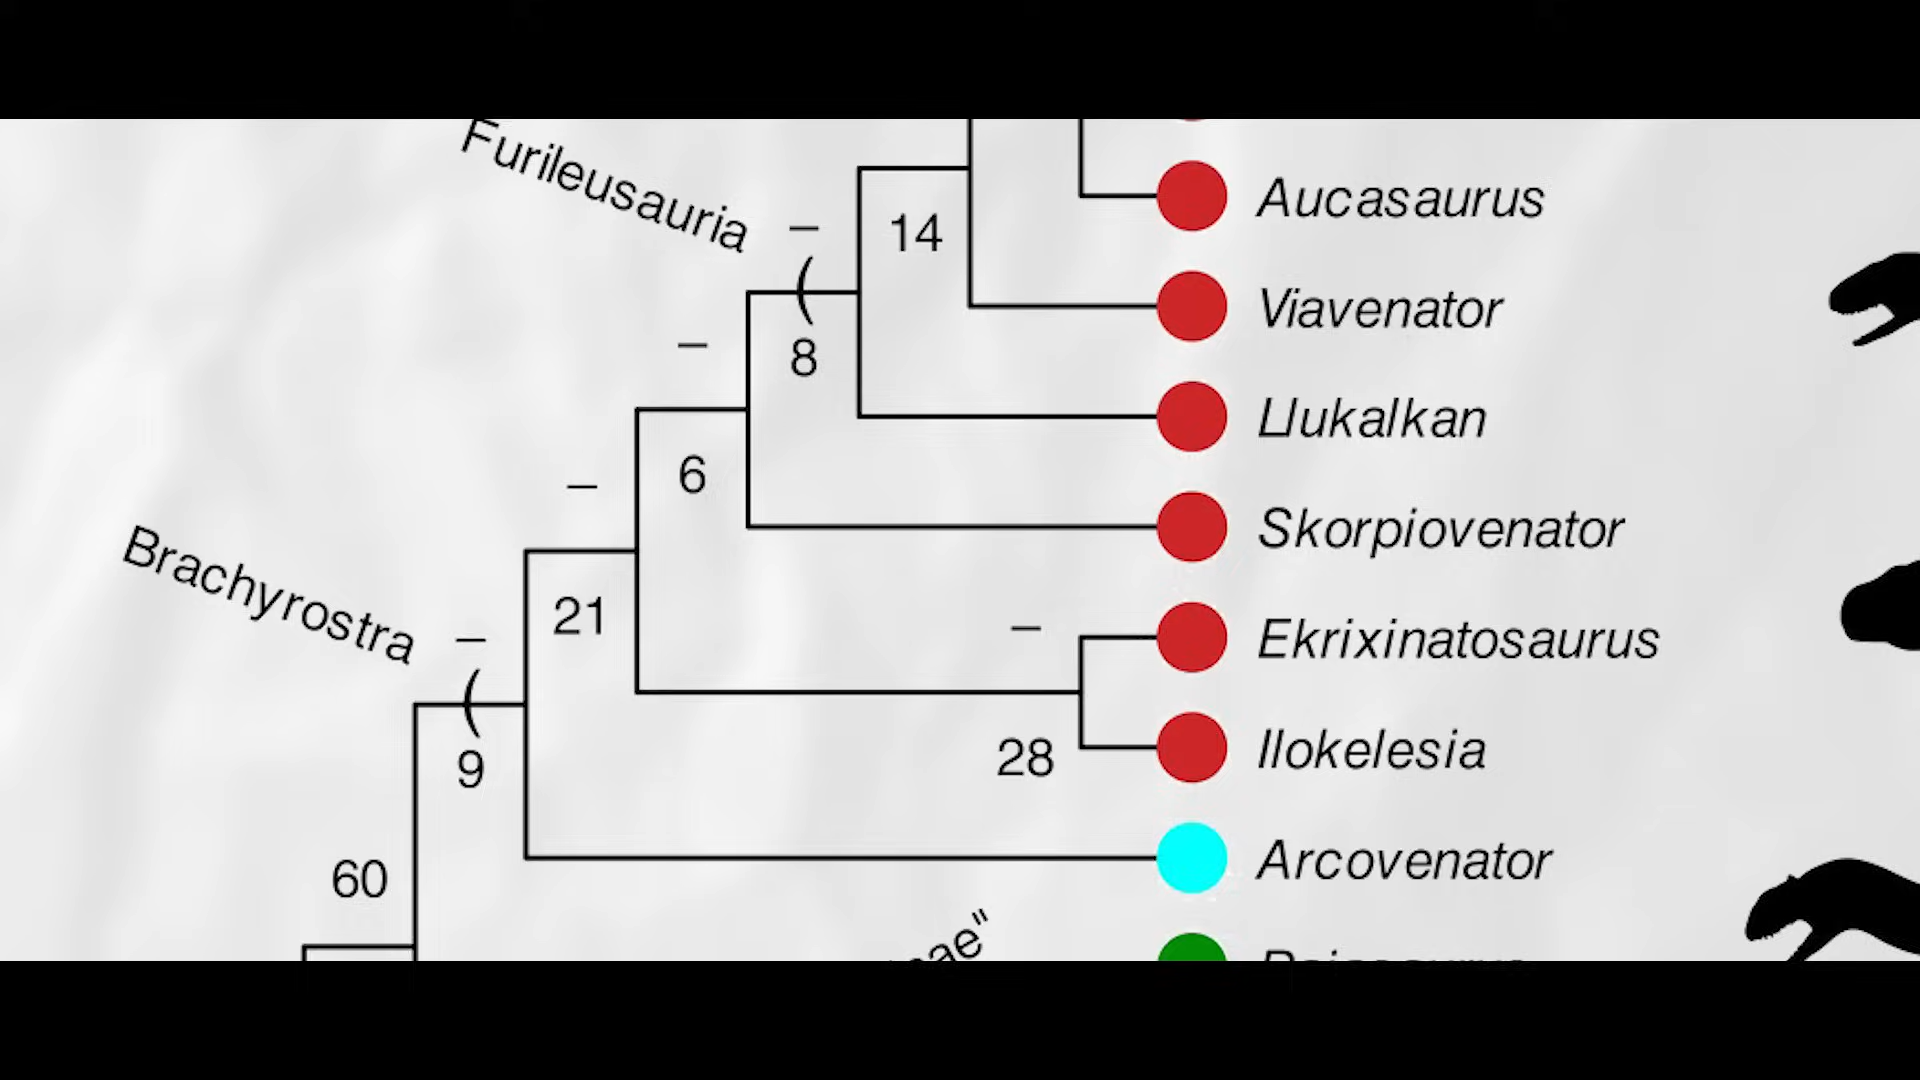 Furileusauria
–
Aucasaurus
14
Viavenator
–
8
Llukalkan
–
6
Skorpiovenator
Brachyrostra
–
21
–
Ekrixinatosaurus
9
28
Ilokelesia
60
Arcovenator